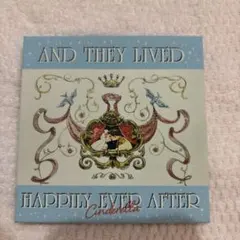 AND THEY LIVED
HAPPILY EVER AFTER
Cinderella